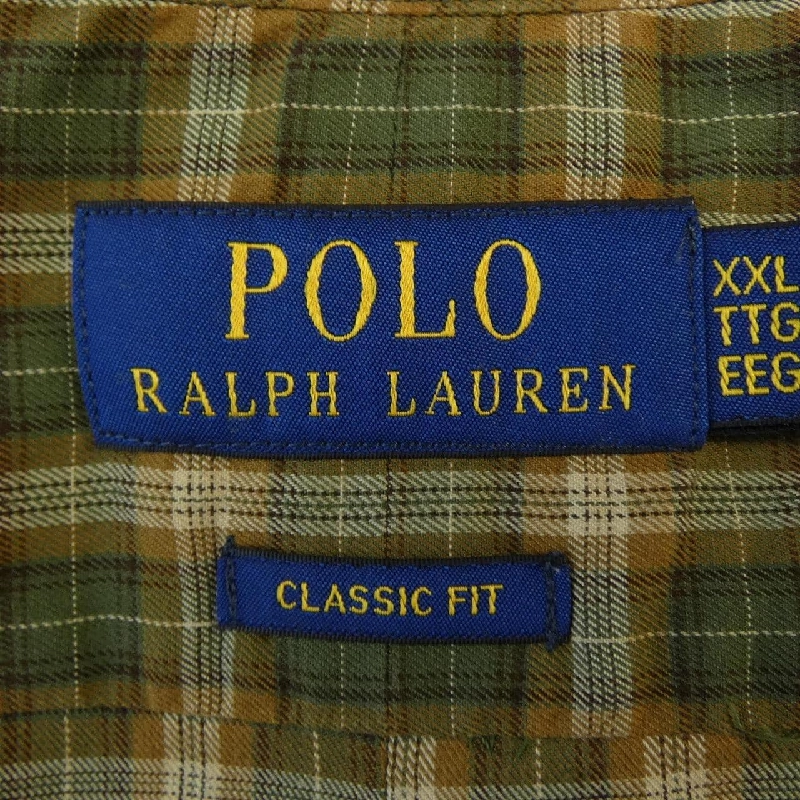 POLO
RALPH LAUREN
XXL
TTG
EEG
CLASSIC FIT